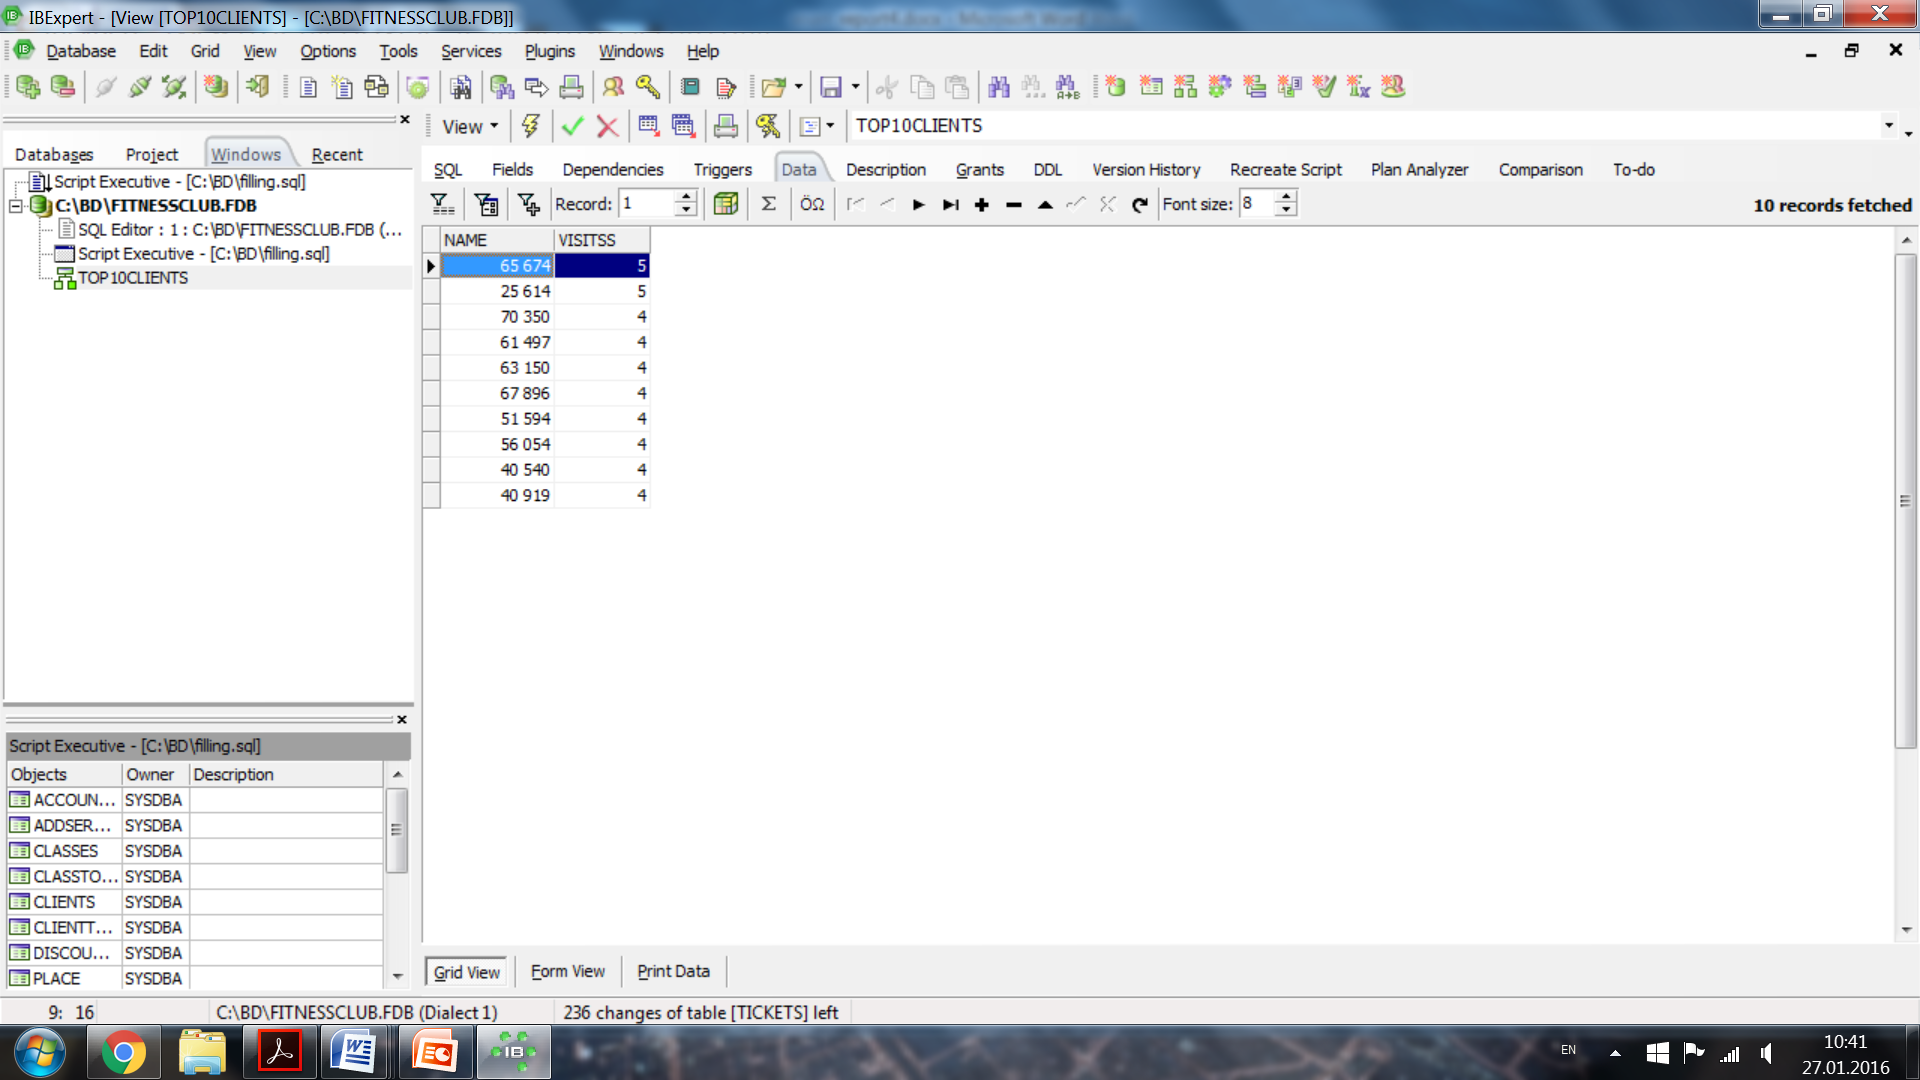 IBExpert - [View [TOP10CLIENTS] - [C:\BD\FITNESSCLUB.FDB]]
Database Edit Grid View Options Tools Services Plugins Windows Help
View TOP10CLIENTS
Databases Project Windows Recent
SQL Fields Dependencies Triggers Data Description Grants DDL Version History Recreate Script Plan Analyzer Comparison To-do
Script Executive - [C:\BD\filling.sql]
C:\BD\FITNESSCLUB.FDB
SQL Editor : 1 : C:\BD\FITNESSCLUB.FDB (...
Script Executive - [C:\BD\filling.sql]
TOP10CLIENTS
Σ ÖΩ
Record: 1 Font size: 8 10 records fetched
NAME VISITSS
65 674 5
25 614 5
70 350 4
61 497 4
63 150 4
67 896 4
51 594 4
56 054 4
40 540 4
40 919 4
Script Executive - [C:\BD\filling.sql]
Objects Owner Description
ACCOUN... SYSDBA
ADDSER... SYSDBA
CLASSES SYSDBA
CLASSTO... SYSDBA
CLIENTS SYSDBA
CLIENTT... SYSDBA
DISCOU... SYSDBA
PLACE SYSDBA
Grid View Form View Print Data
9: 16 C:\BD\FITNESSCLUB.FDB (Dialect 1) 236 changes of table [TICKETS] left
IB EN 10:41
27.01.2016